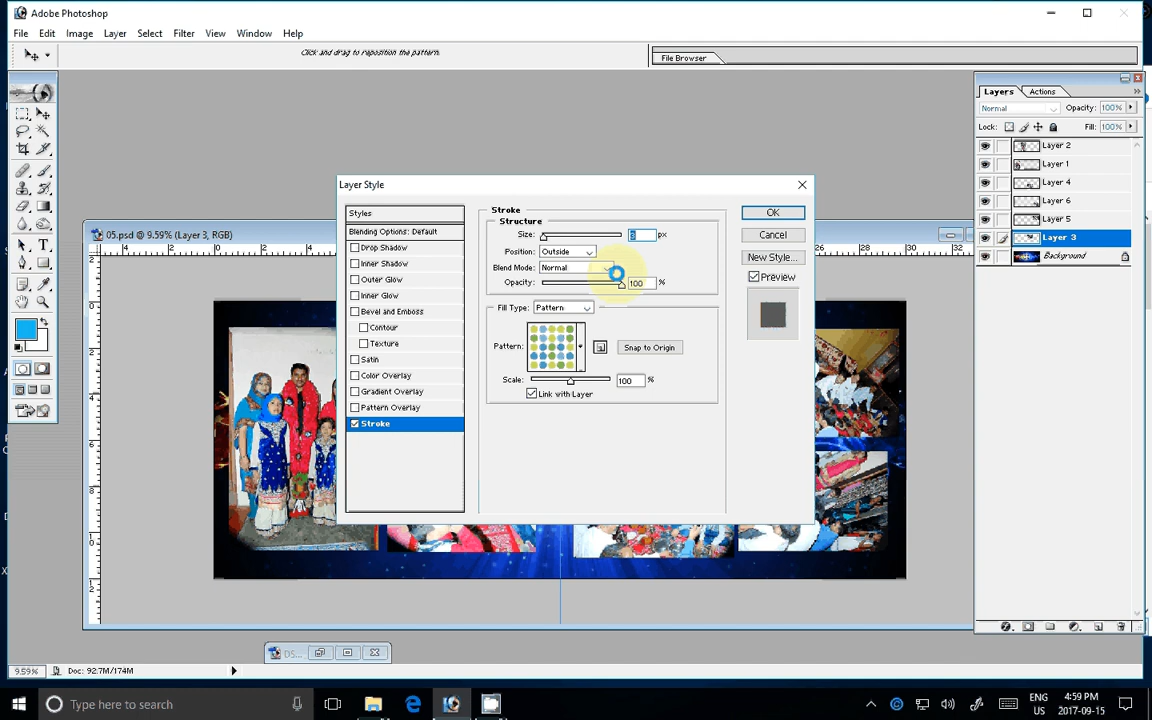 Adobe Photoshop
File Edit Image Layer Select Filter View Window Help
Click and drag to reposition the pattern.
File Browser
Layers Actions
Normal Opacity: 100%
Lock: Fill: 100%
Layer 2
Layer 1
Layer 4
Layer 6
Layer 5
Layer 3
Background
05.psd @ 9.59% (Layer 3, RGB)
Layer Style
Styles
Blending Options: Default
Drop Shadow
Inner Shadow
Outer Glow
Inner Glow
Bevel and Emboss
Contour
Texture
Satin
Color Overlay
Gradient Overlay
Pattern Overlay
Stroke
Stroke
Structure
Size: 3 px
Position: Outside
Blend Mode: Normal
Opacity: 100 %
Fill Type: Pattern
Pattern: Snap to Origin
Scale: 100 %
Link with Layer
OK
Cancel
New Style...
Preview
DS...
9.59% Doc: 92.7M/174M
Type here to search
ENG
US
4:59 PM
2017-09-15